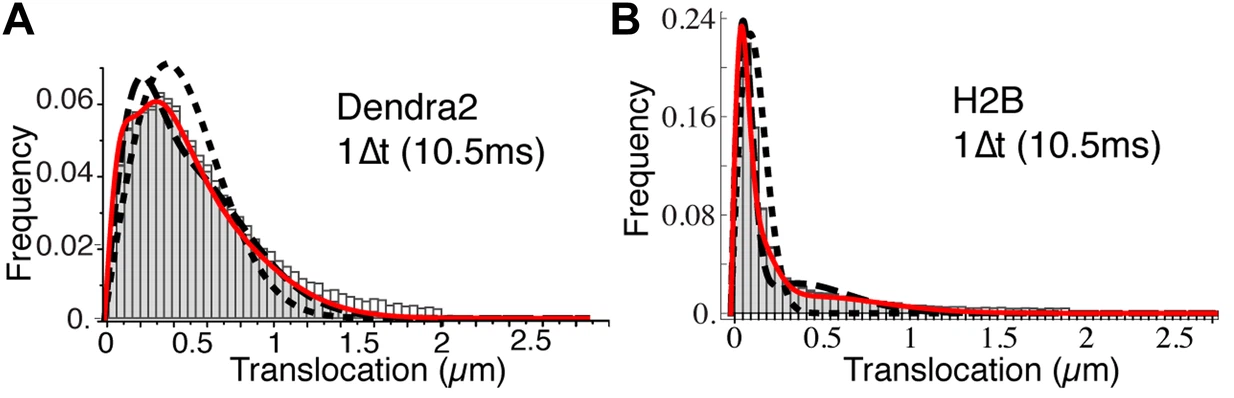 A
Frequency
0.06
0.04
0.02
0.
Dendra2
1Δt (10.5ms)
0 0.5 1 1.5 2 2.5
Translocation (μm)
B
Frequency
0.24
0.16
0.08
0.
H2B
1Δt (10.5ms)
0 0.5 1 1.5 2 2.5
Translocation (μm)